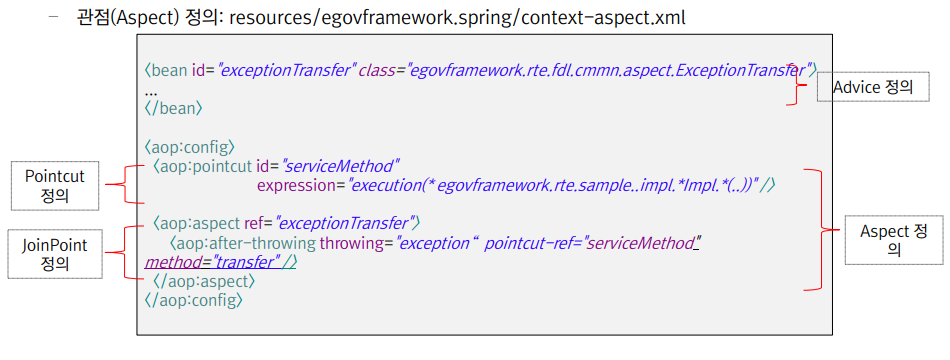 – 관점(Aspect) 정의: resources/egovframework.spring/context-aspect.xml
<bean id="exceptionTransfer" class="egovframework.rte.fdl.cmmn.aspect.ExceptionTransfer">
...
</bean>
Advice 정의
<aop:config>
<aop:pointcut id="serviceMethod"
expression="execution(* egovframework.rte.sample..impl.*Impl.*(..))" />
Pointcut
정의
<aop:aspect ref="exceptionTransfer">
<aop:after-throwing throwing="exception“ pointcut-ref="serviceMethod"
method="transfer" />
</aop:aspect>
</aop:config>
JoinPoint
정의
Aspect 정
의